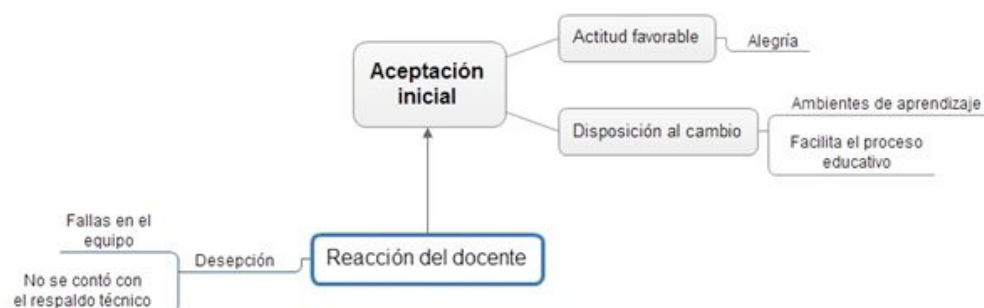 Aceptación
inicial
Actitud favorable
Alegría
Disposición al cambio
Ambientes de aprendizaje
Facilita el proceso
educativo
Reacción del docente
Desepción
Fallas en el
equipo
No se contó con
el respaldo técnico